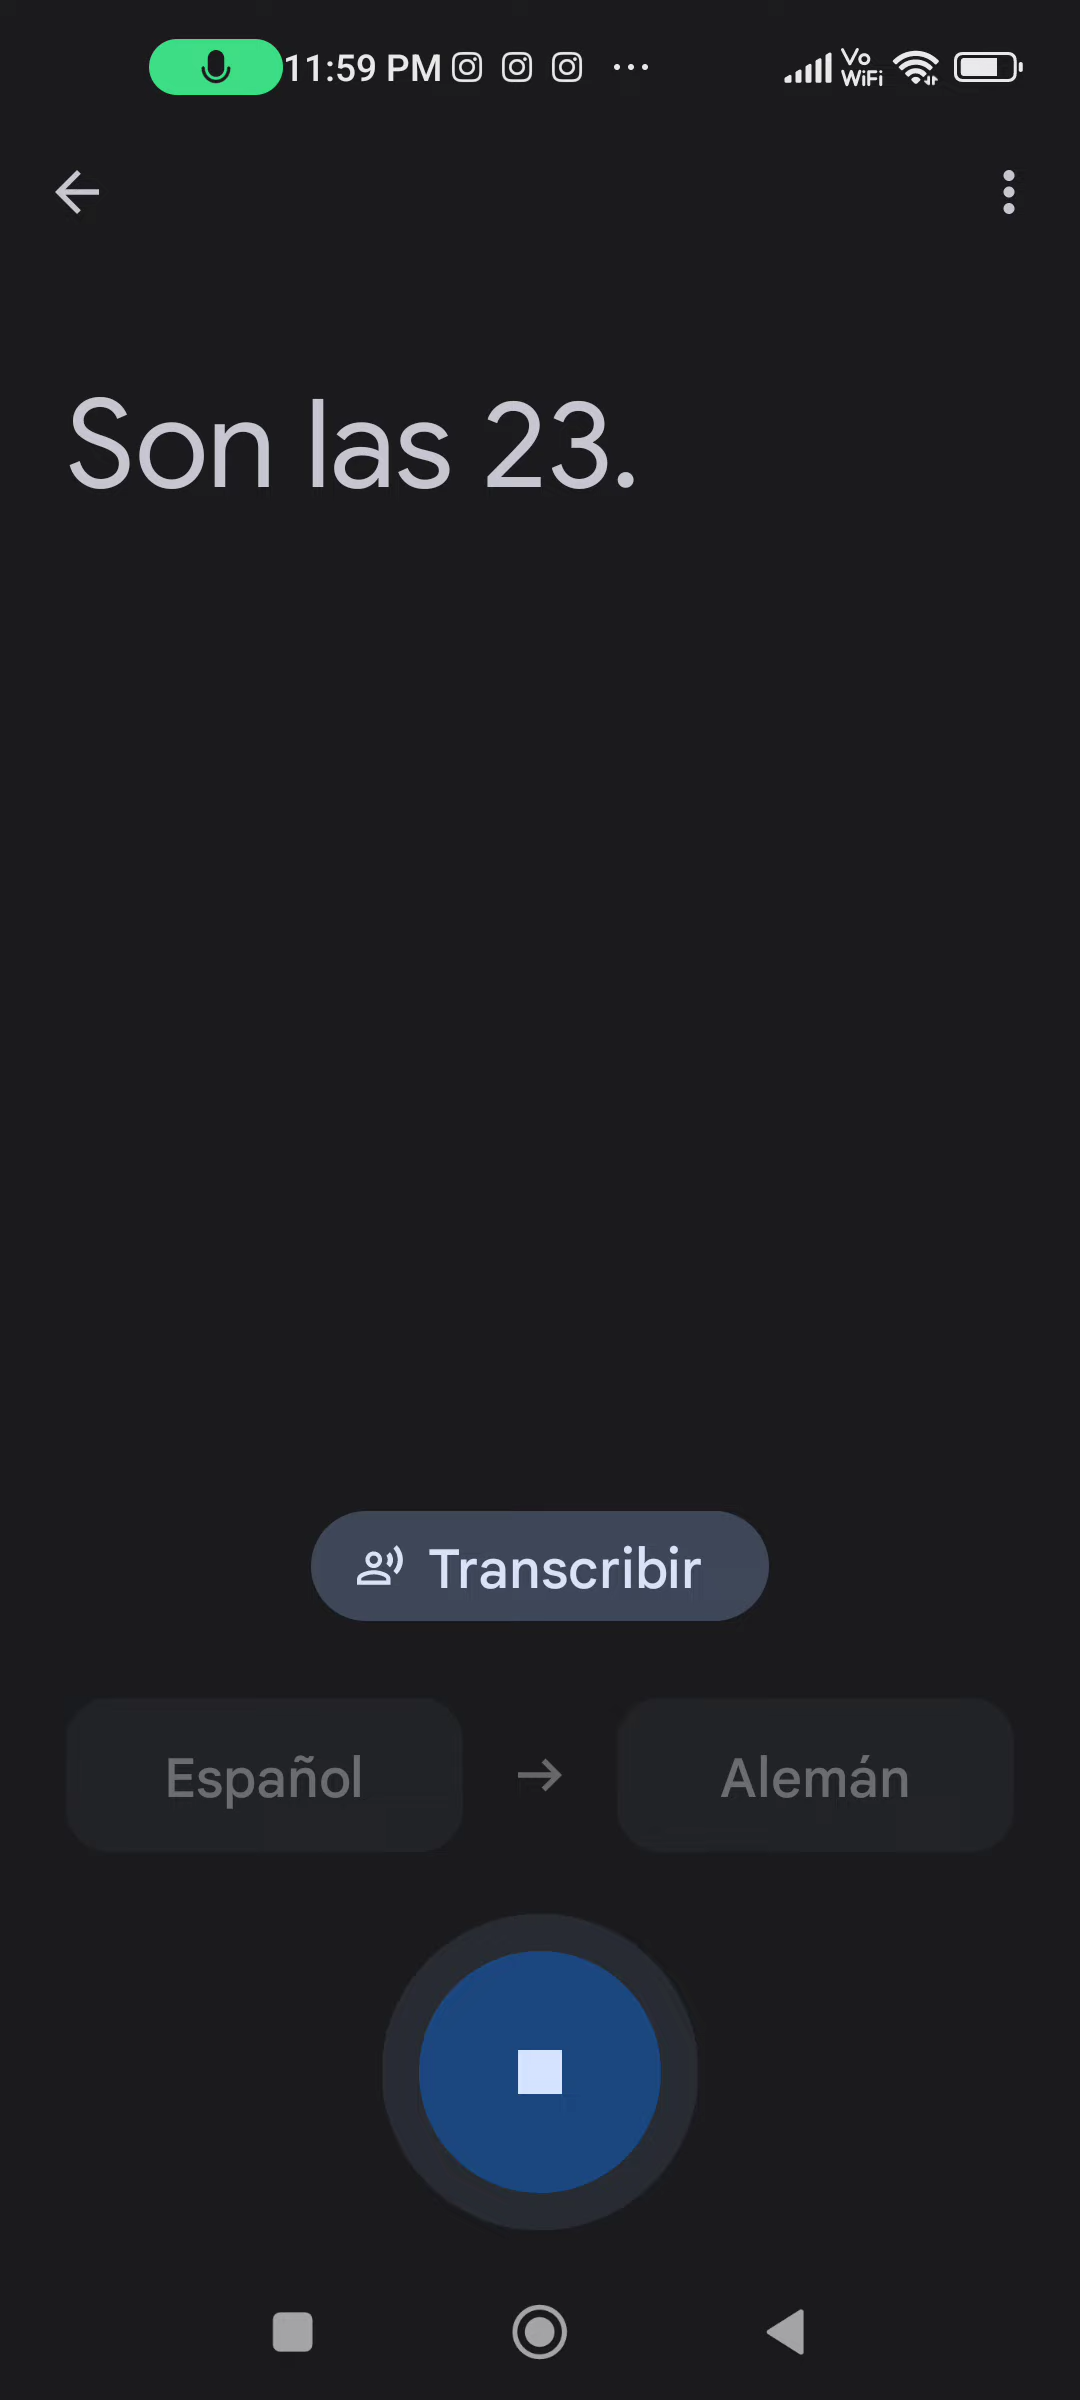 11:59 PM
Vo
WiFi
Son las 23.
Transcribir
Español
Alemán